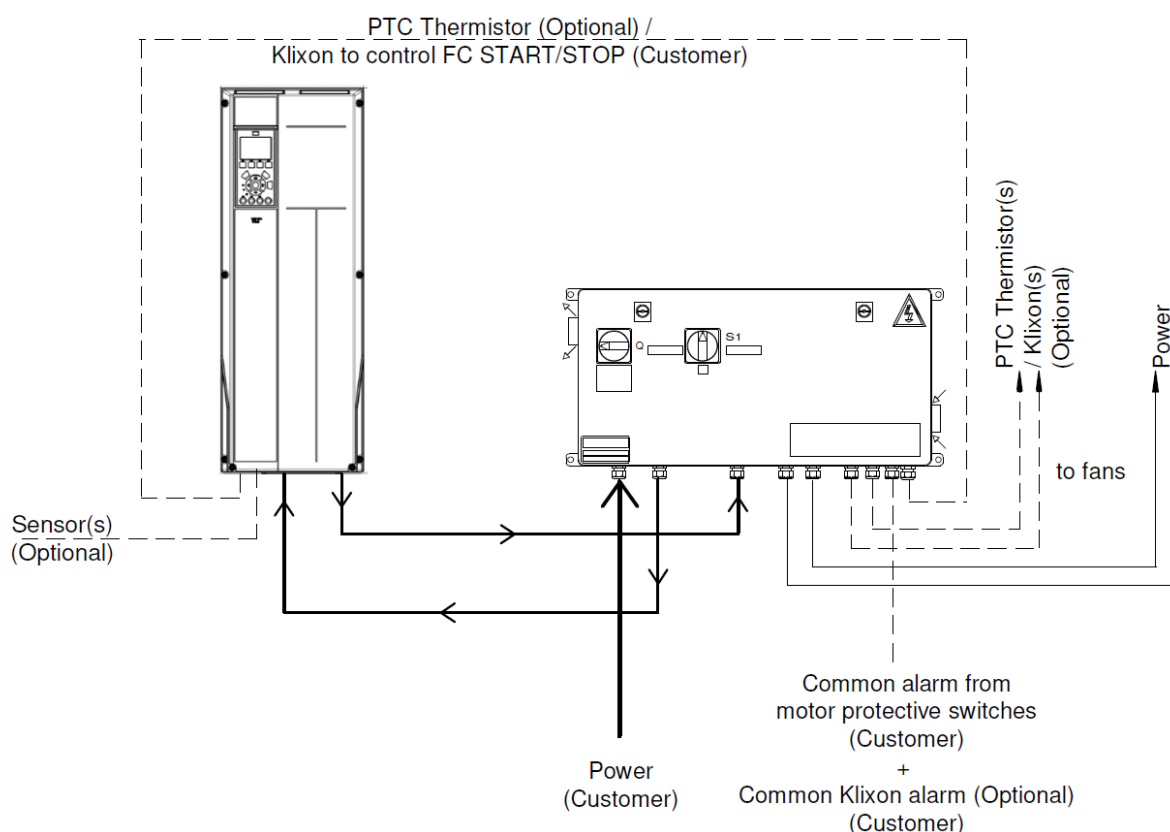 PTC Thermistor (Optional) /
Klixon to control FC START/STOP (Customer)
PTC Thermistor(s)
/ Klixon(s)
(Optional)
Power
Q
S1
to fans
Sensor(s)
(Optional)
Common alarm from
motor protective switches
(Customer)
+
Common Klixon alarm (Optional)
(Customer)
Power
(Customer)